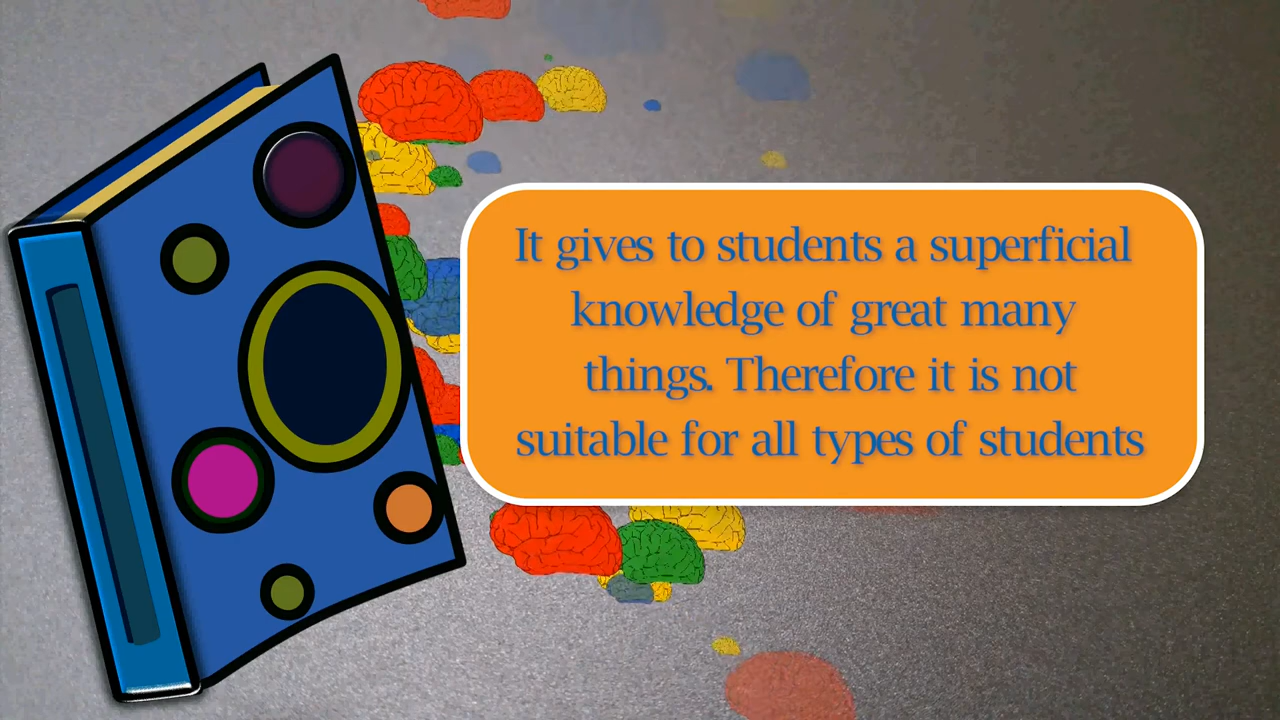 It gives to students a superficial
knowledge of great many
things. Therefore it is not
suitable for all types of students